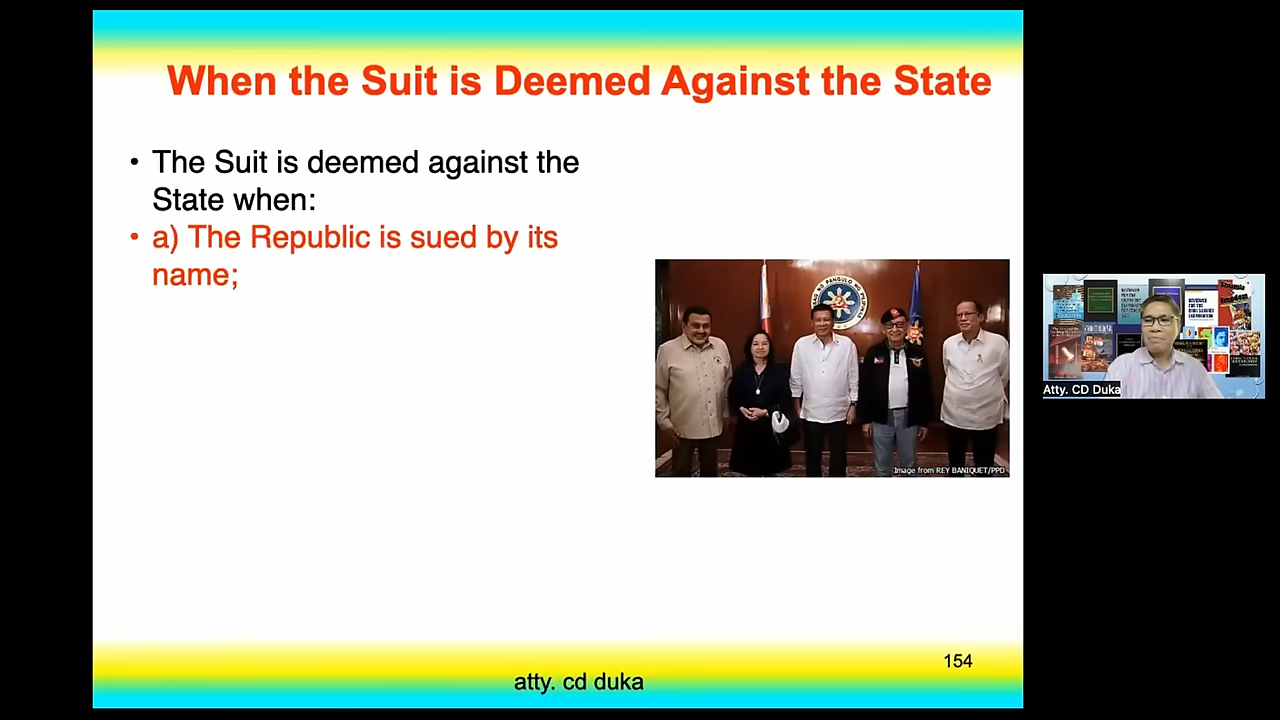 When the Suit is Deemed Against the State
• The Suit is deemed against the
State when:
• a) The Republic is sued by its
name;
Image from REY BANIQUET/PPD
Atty. CD Duka
154
atty. cd duka